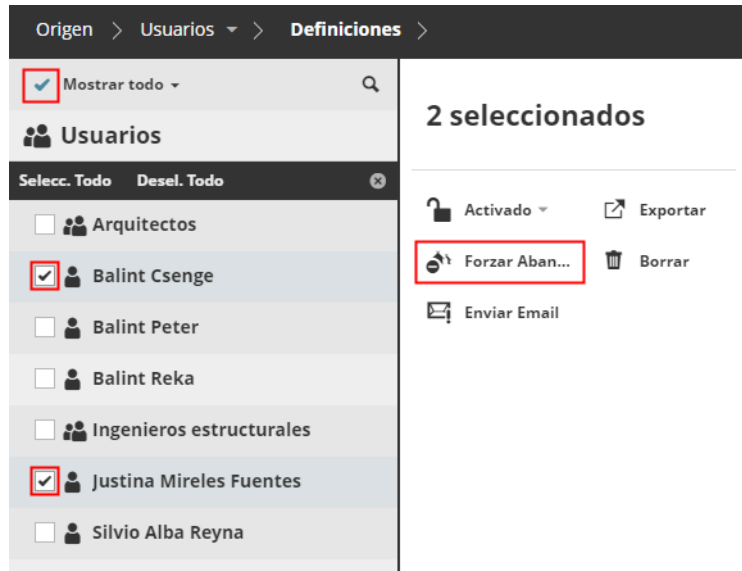 Origen > Usuarios > Definiciones >
Mostrar todo
Usuarios
Selecc. Todo Desel. Todo
Arquitectos
Balint Csenge
Balint Peter
Balint Reka
Ingenieros estructurales
Justina Mireles Fuentes
Silvio Alba Reyna
2 seleccionados
Activado Exportar
Forzar Aban... Borrar
Enviar Email